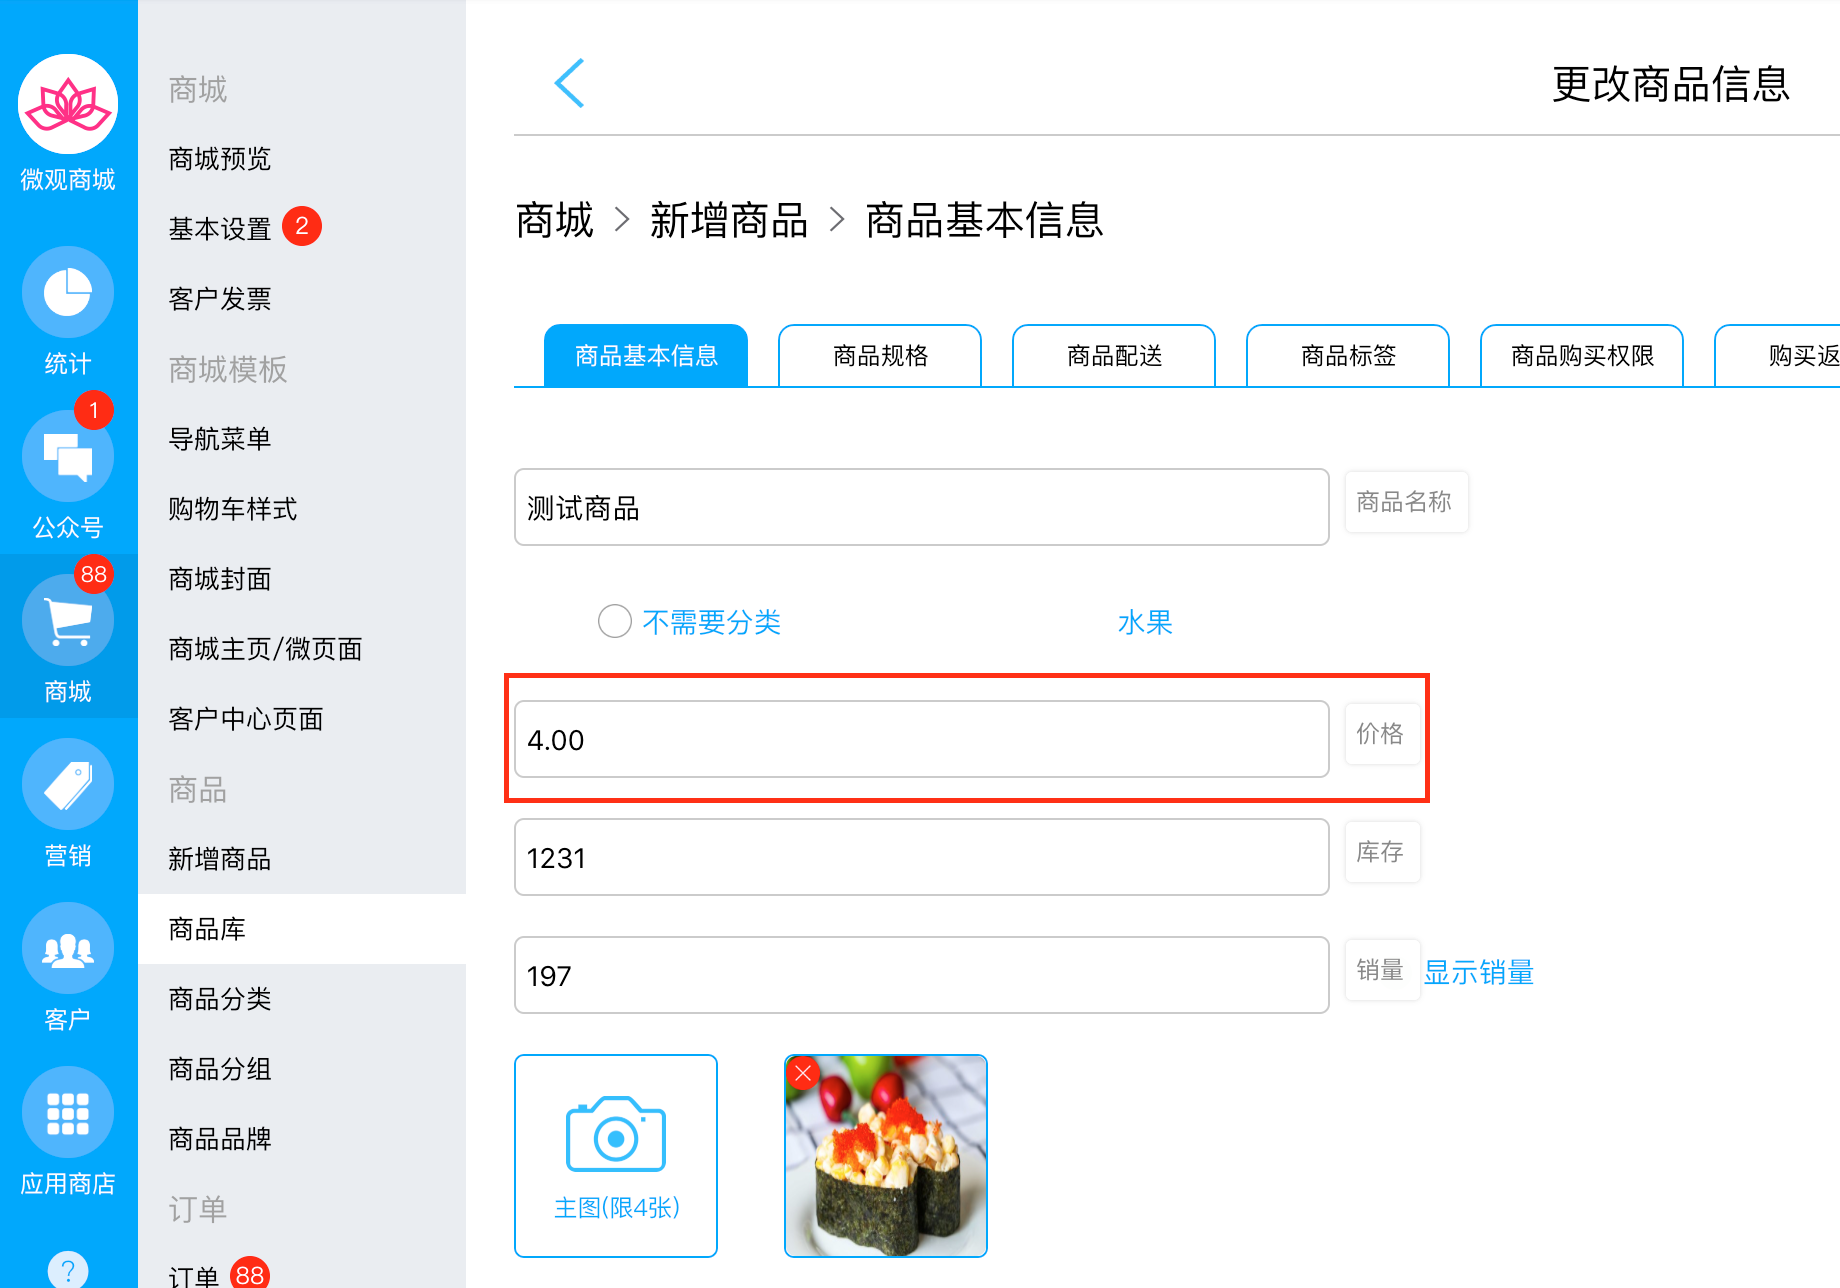 微观商城
统计
1
公众号
88
商城
营销
客户
应用商店
?
商城
商城预览
基本设置 2
客户发票
商城模板
导航菜单
购物车样式
商城封面
商城主页/微页面
客户中心页面
商品
新增商品
商品库
商品分类
商品分组
商品品牌
订单
订单 88
更改商品信息
商城 > 新增商品 > 商品基本信息
商品基本信息 商品规格 商品配送 商品标签 商品购买权限 购买返
测试商品 商品名称
不需要分类 水果
4.00 价格
1231 库存
197 销量 显示销量
主图(限4张)